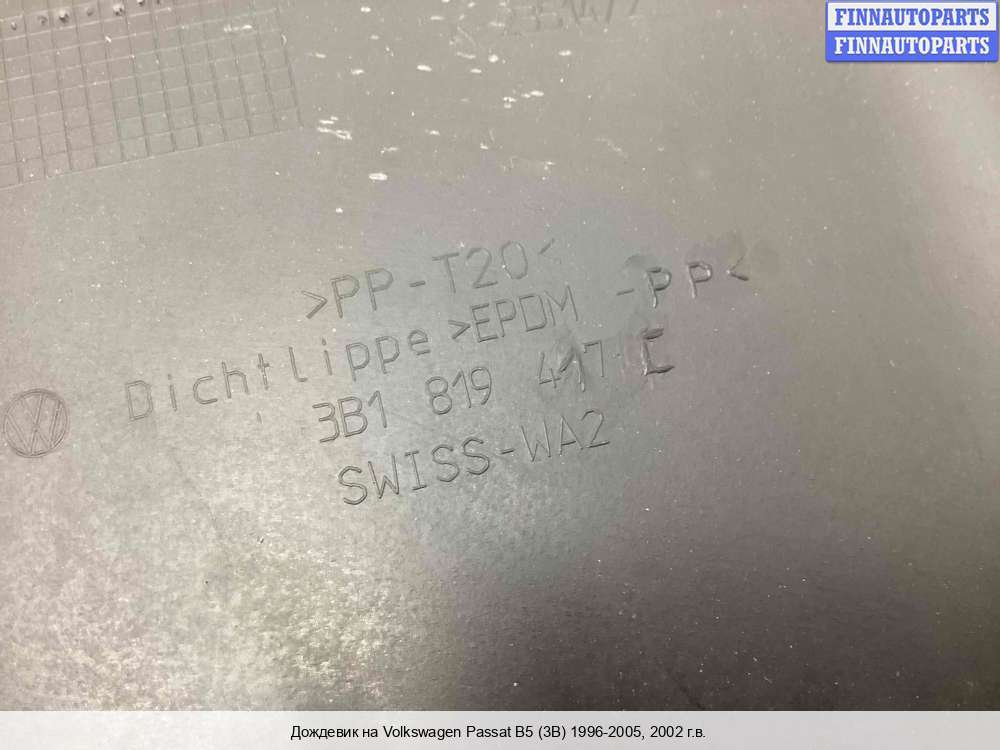 FINNAUTOPARTS
FINNAUTOPARTS
>PP-T20<
Dichtlippe >EPDM -PP<
3B1 819 417 C
SWISS-WA2
Дождевик на Volkswagen Passat B5 (3B) 1996-2005, 2002 г.в.